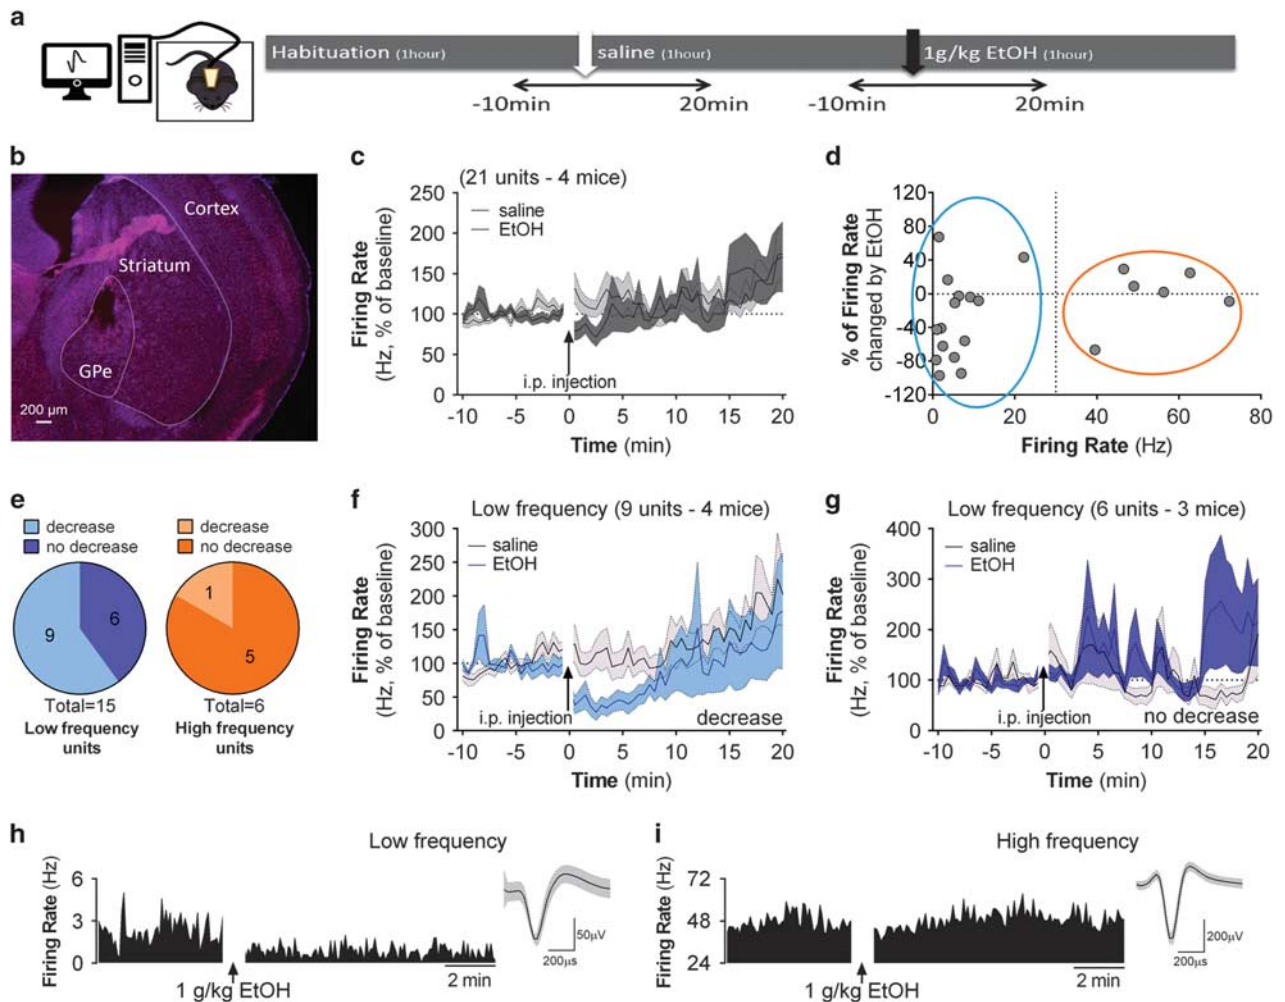 a
Habituation (1hour)
saline (1hour)
1g/kg EtOH (1hour)
-10min
20min
-10min
20min
b
Cortex
Striatum
GPe
200 µm
c
(21 units - 4 mice)
saline
EtOH
Firing Rate
(Hz, % of baseline)
250
200
150
100
50
0
i.p. injection
-10
-5
0
5
10
15
20
Time (min)
d
% of Firing Rate
changed by EtOH
120
80
40
0
-40
-80
-120
0
20
40
60
80
Firing Rate (Hz)
e
decrease
no decrease
9
6
Total=15
Low frequency
units
decrease
no decrease
1
5
Total=6
High frequency
units
f
Low frequency (9 units - 4 mice)
saline
EtOH
Firing Rate
(Hz, % of baseline)
300
250
200
150
100
50
0
i.p. injection
decrease
-10
-5
0
5
10
15
20
Time (min)
g
Low frequency (6 units - 3 mice)
saline
EtOH
Firing Rate
(Hz, % of baseline)
400
300
200
100
0
i.p. injection
no decrease
-10
-5
0
5
10
15
20
Time (min)
h
Low frequency
Firing Rate (Hz)
6
3
0
1 g/kg EtOH
2 min
50µV
200µs
i
High frequency
Firing Rate (Hz)
72
48
24
1 g/kg EtOH
2 min
200µV
200µs